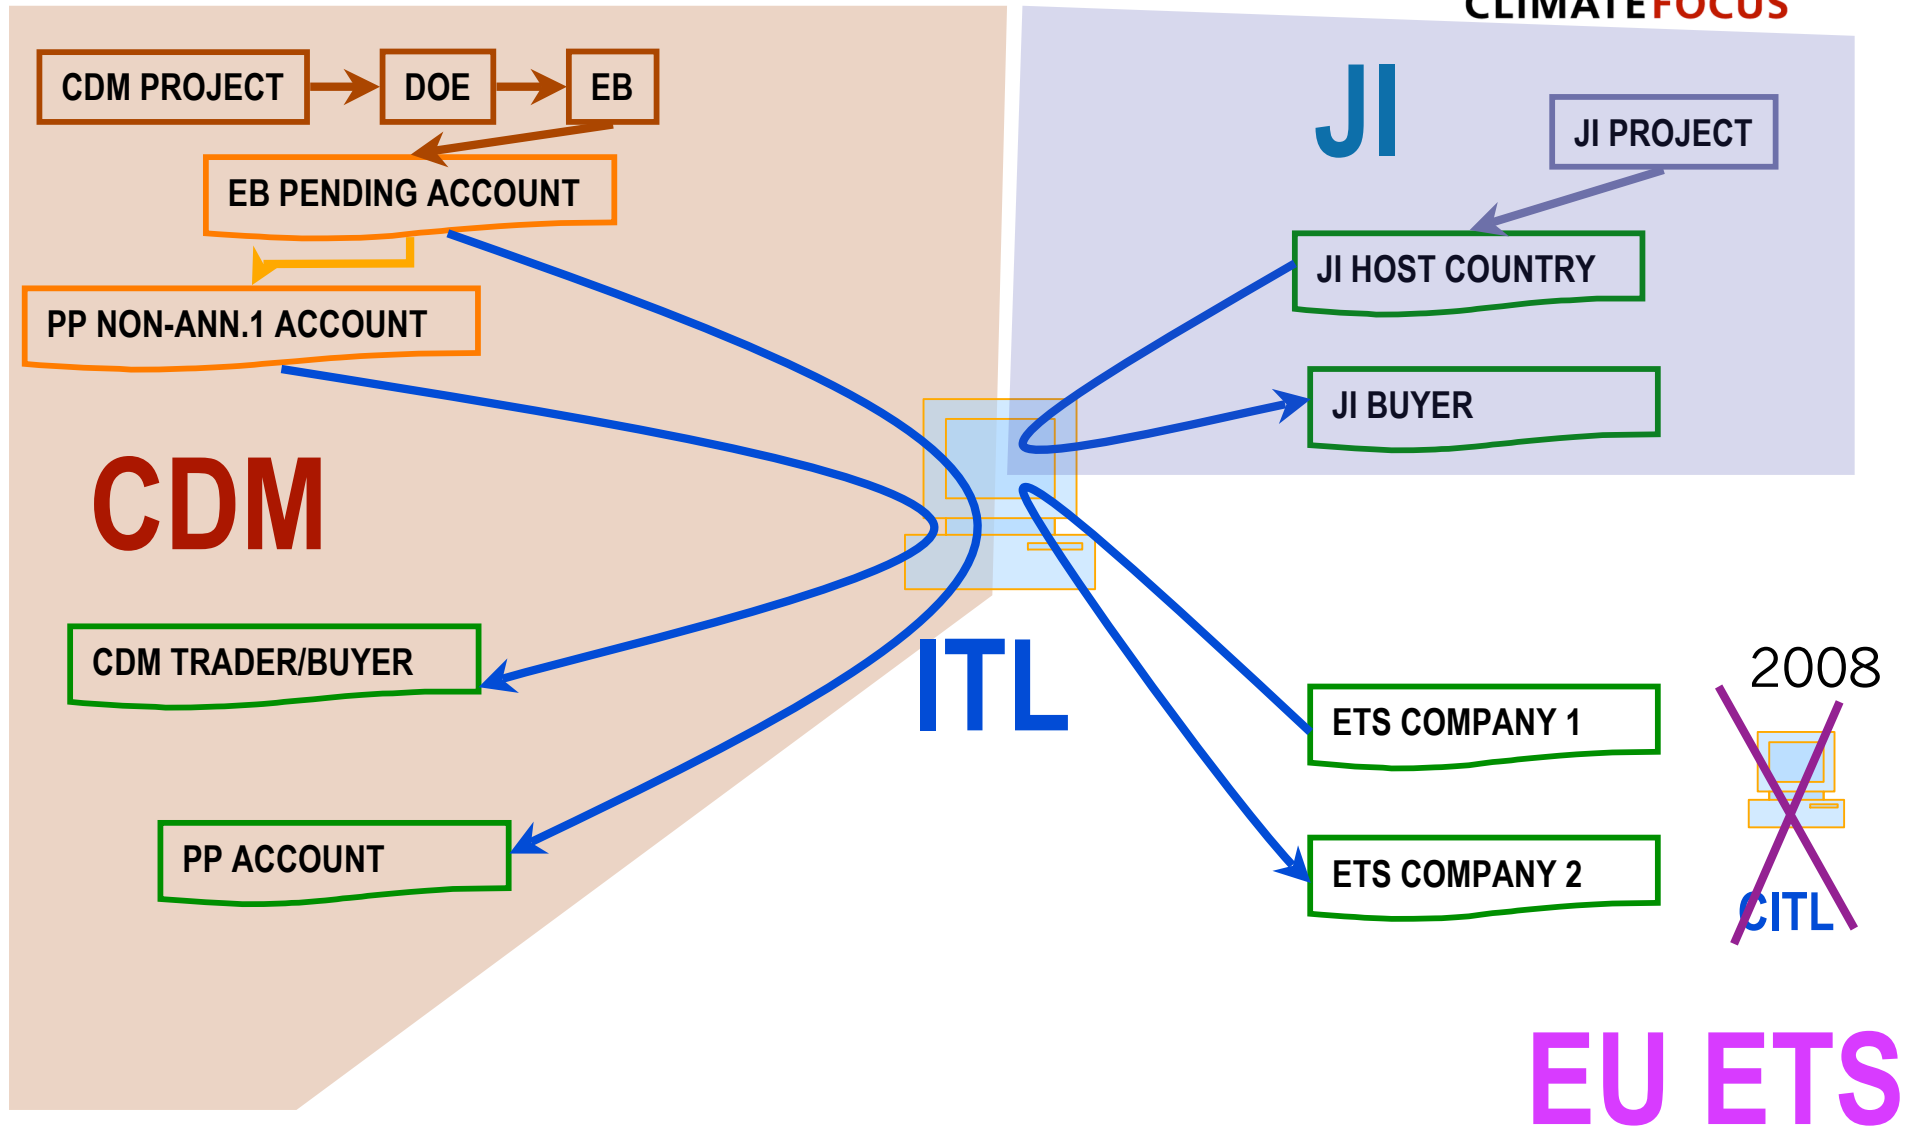 CLIMATEFOCUS
CDM PROJECT
DOE
EB
JI
JI PROJECT
EB PENDING ACCOUNT
JI HOST COUNTRY
PP NON-ANN.1 ACCOUNT
JI BUYER
CDM
CDM TRADER/BUYER
ITL
2008
ETS COMPANY 1
PP ACCOUNT
ETS COMPANY 2
CITL
EU ETS